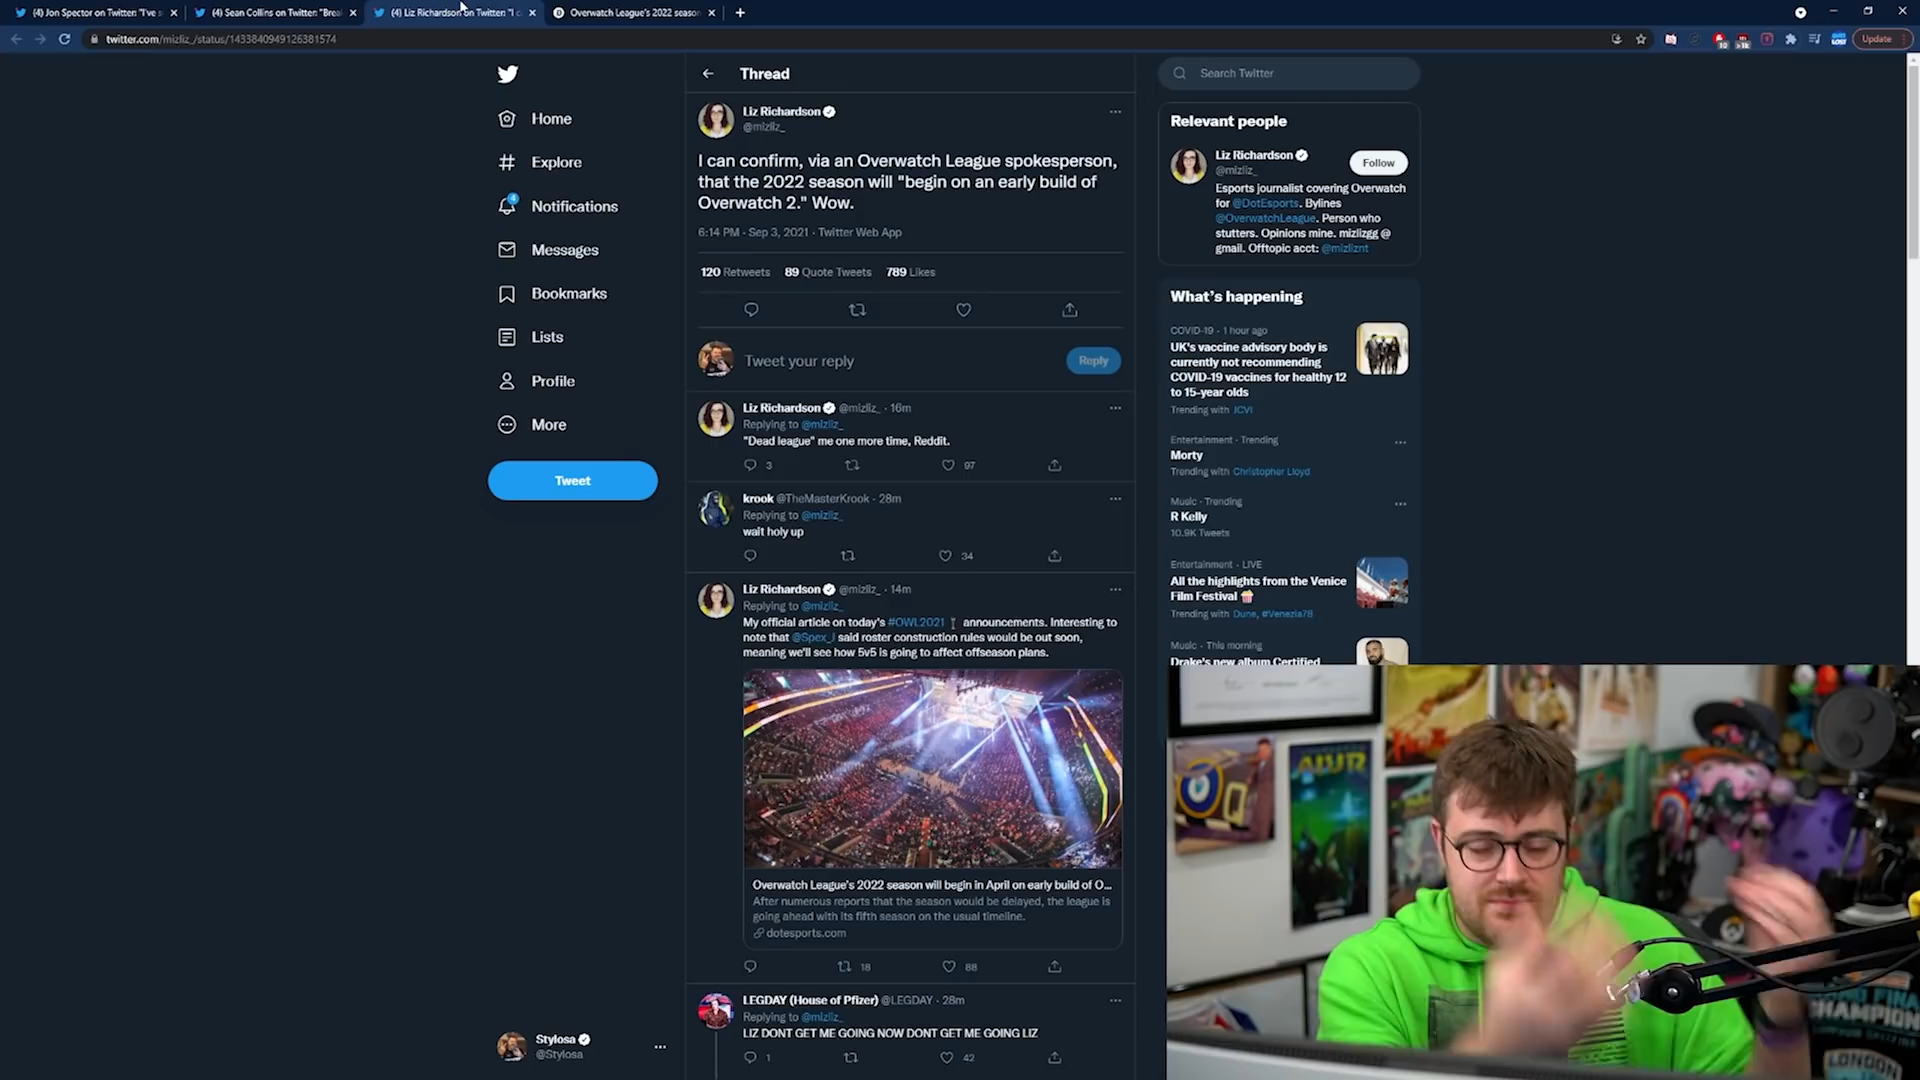 (4) Jon Spector on Twitter: "I've s
(4) Sean Collins on Twitter: "Brea
(4) Liz Richardson on Twitter: "I c
Overwatch League's 2022 season
twitter.com/mizliz_/status/1433840949126381574
Update
Home
Explore
4
Notifications
Messages
Bookmarks
Lists
Profile
More
Tweet
Stylosa
@Stylosa
Thread
Liz Richardson
@mizliz_
I can confirm, via an Overwatch League spokesperson,
that the 2022 season will "begin on an early build of
Overwatch 2." Wow.
6:14 PM · Sep 3, 2021 · Twitter Web App
120 Retweets 89 Quote Tweets 789 Likes
Tweet your reply
Reply
Liz Richardson @mizliz_ · 16m
Replying to @mizliz_
"Dead league" me one more time, Reddit.
3 97
krook @TheMasterKrook · 28m
Replying to @mizliz_
wait holy up
34
Liz Richardson @mizliz_ · 14m
Replying to @mizliz_
My official article on today's #OWL2021 announcements. Interesting to
note that @Spex_J said roster construction rules would be out soon,
meaning we'll see how 5v5 is going to affect offseason plans.
Overwatch League's 2022 season will begin in April on early build of O...
After numerous reports that the season would be delayed, the league is
going ahead with its fifth season on the usual timeline.
dotesports.com
18 88
LEGDAY (House of Pfizer) @LEGDAY · 28m
Replying to @mizliz_
LIZ DONT GET ME GOING NOW DONT GET ME GOING LIZ
1 42
Search Twitter
Relevant people
Liz Richardson
@mizliz_
Follow
Esports journalist covering Overwatch
for @DotEsports. Bylines
@OverwatchLeague. Person who
stutters. Opinions mine. mizlizgg @
gmail. Offtopic acct: @mizliznt
What's happening
COVID-19 · 1 hour ago
UK's vaccine advisory body is
currently not recommending
COVID-19 vaccines for healthy 12
to 15-year olds
Trending with JCVI
Entertainment · Trending
Morty
Trending with Christopher Lloyd
Music · Trending
R Kelly
10.9K Tweets
Entertainment · LIVE
All the highlights from the Venice
Film Festival
Trending with Dune, #Venezia78
Music · This morning
Drake's new album Certified
CHAMPION
LONDON